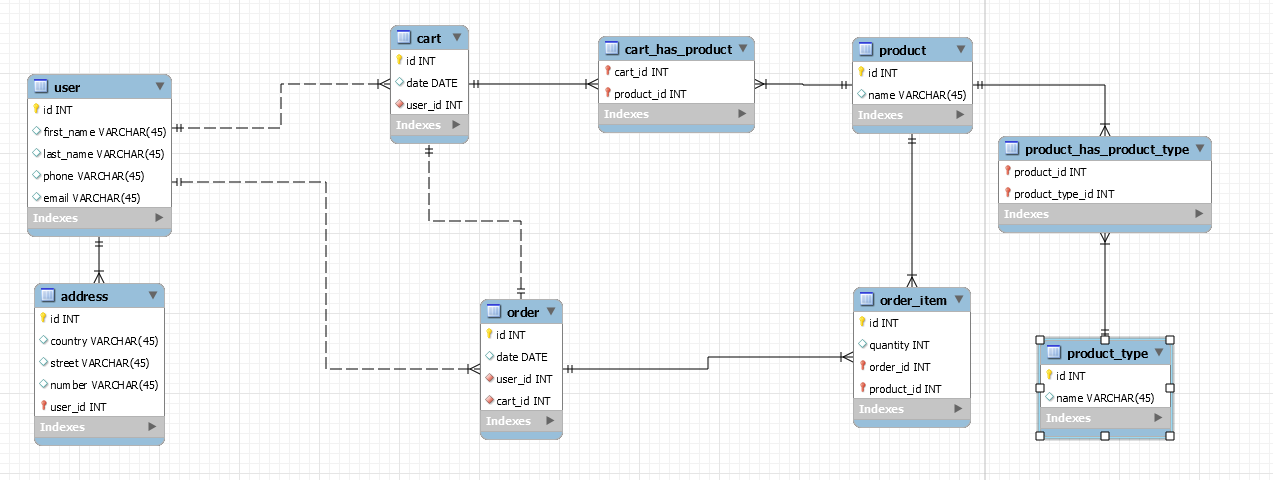 user
id INT
first_name VARCHAR(45)
last_name VARCHAR(45)
phone VARCHAR(45)
email VARCHAR(45)
Indexes
address
id INT
country VARCHAR(45)
street VARCHAR(45)
number VARCHAR(45)
user_id INT
Indexes
cart
id INT
date DATE
user_id INT
Indexes
order
id INT
date DATE
user_id INT
cart_id INT
Indexes
cart_has_product
cart_id INT
product_id INT
Indexes
product
id INT
name VARCHAR(45)
Indexes
order_item
id INT
quantity INT
order_id INT
product_id INT
Indexes
product_has_product_type
product_id INT
product_type_id INT
Indexes
product_type
id INT
name VARCHAR(45)
Indexes